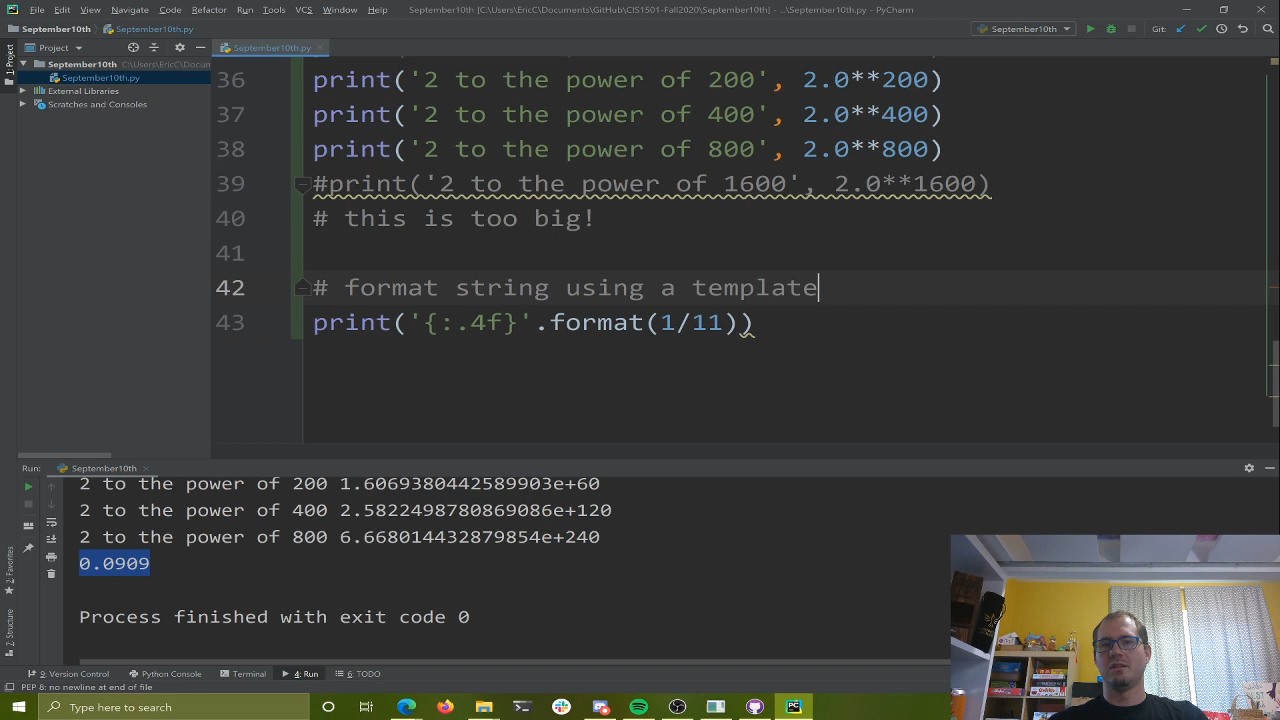 File Edit View Navigate Code Refactor Run Tools VCS Window Help September10th [C:\Users\EricC\Documents\GitHub\CIS1501-Fall2020\September10th] - ...\September10th.py - PyCharm
September10th September10th.py September10th Git:
Project September10th.py
1: Project
September10th C:\Users\EricC\Docum
September10th.py
External Libraries
Scratches and Consoles
36 print('2 to the power of 200', 2.0**200)
37 print('2 to the power of 400', 2.0**400)
38 print('2 to the power of 800', 2.0**800)
39 #print('2 to the power of 1600', 2.0**1600)
40 # this is too big!
41
42 # format string using a template
43 print('{:.4f}'.format(1/11))
Run: September10th
2 to the power of 200 1.6069380442589903e+60
2 to the power of 400 2.5822498780869086e+120
2 to the power of 800 6.668014432879854e+240
0.0909
Process finished with exit code 0
2: Favorites
7: Structure
9: Version Control Python Console Terminal 4: Run 6: TODO
PEP 8: no newline at end of file
Type here to search